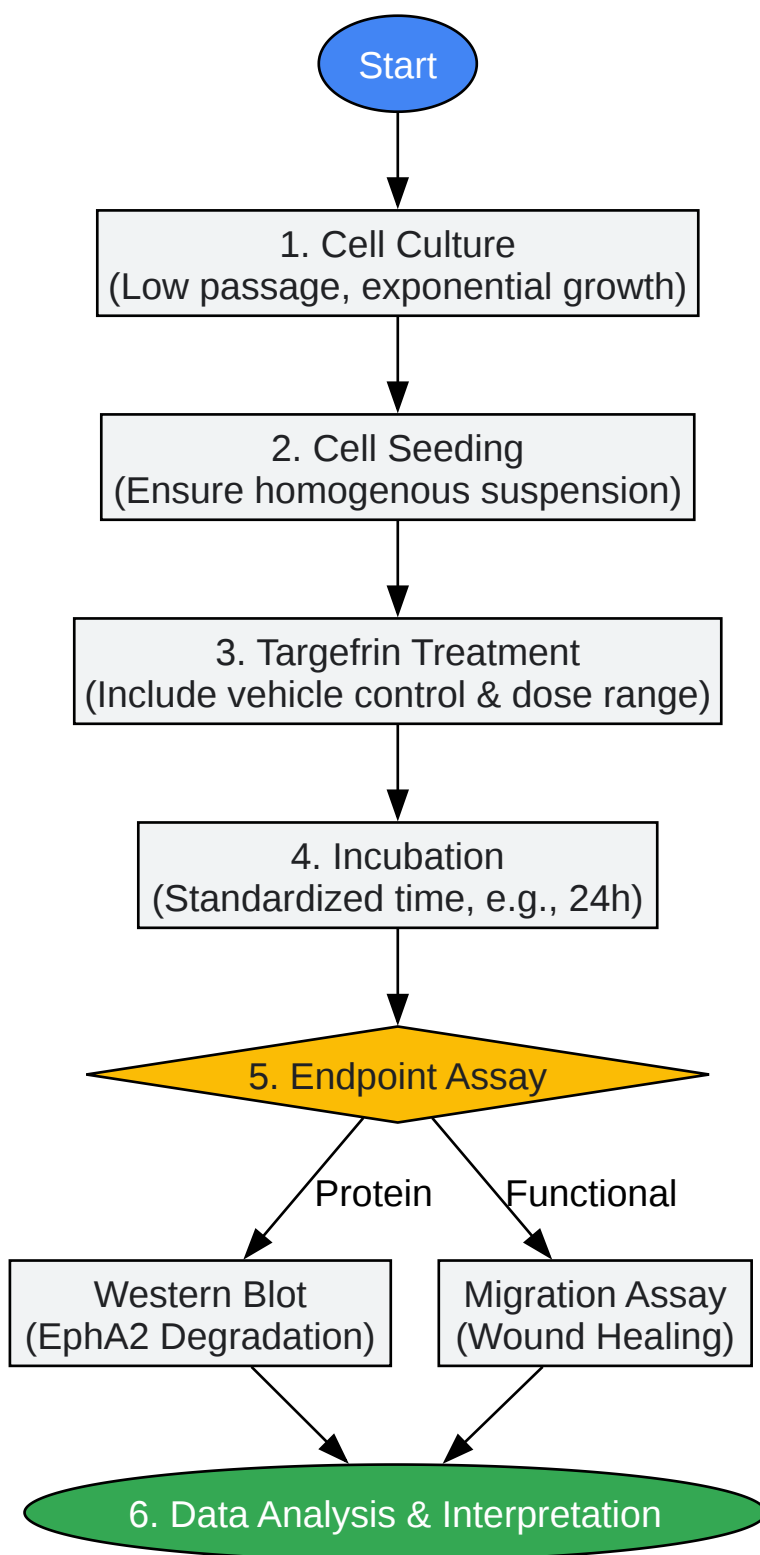 Start
1. Cell Culture
(Low passage, exponential growth)
2. Cell Seeding
(Ensure homogenous suspension)
3. Targefrin Treatment
(Include vehicle control & dose range)
4. Incubation
(Standardized time, e.g., 24h)
5. Endpoint Assay
Protein
Functional
Western Blot
(EphA2 Degradation)
Migration Assay
(Wound Healing)
6. Data Analysis & Interpretation